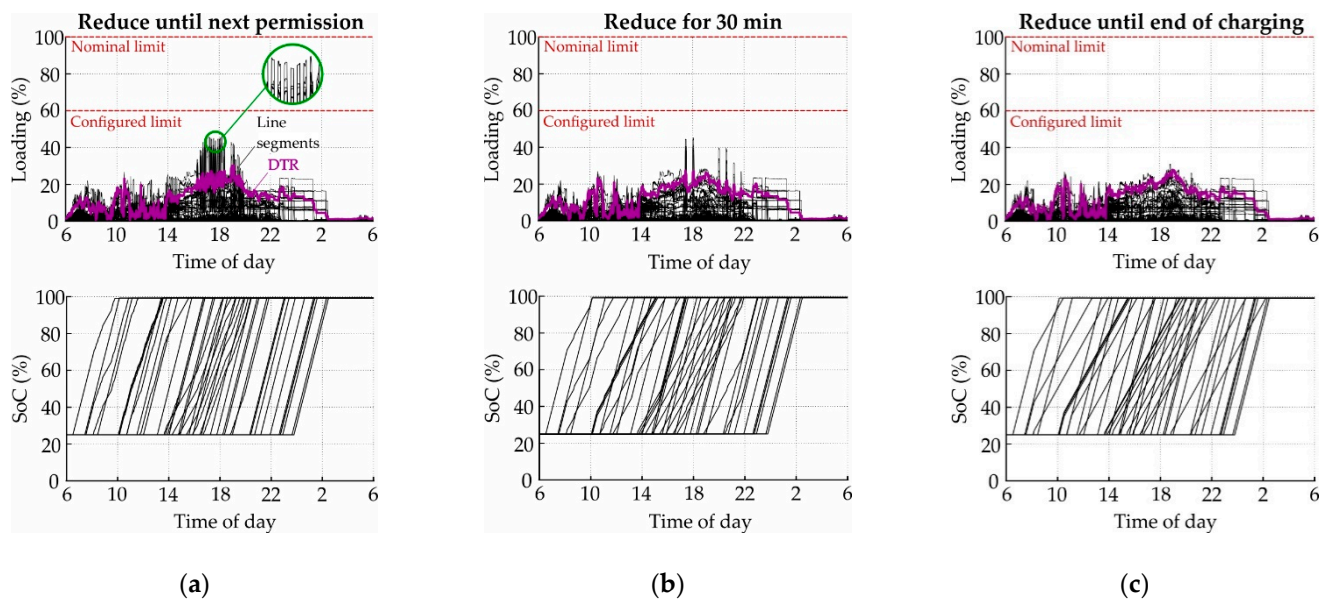 Reduce until next permission
100
Nominal limit
80
60
Configured limit
Line
segments
DTR
40
20
0
Loading (%)
6 10 14 18 22 2 6
Time of day
100
80
60
40
20
0
SoC (%)
6 10 14 18 22 2 6
Time of day
(a)
Reduce for 30 min
100
Nominal limit
80
60
Configured limit
40
20
0
Loading (%)
6 10 14 18 22 2 6
Time of day
100
80
60
40
20
0
SoC (%)
6 10 14 18 22 2 6
Time of day
(b)
Reduce until end of charging
100
Nominal limit
80
60
Configured limit
40
20
0
Loading (%)
6 10 14 18 22 2 6
Time of day
100
80
60
40
20
0
SoC (%)
6 10 14 18 22 2 6
Time of day
(c)